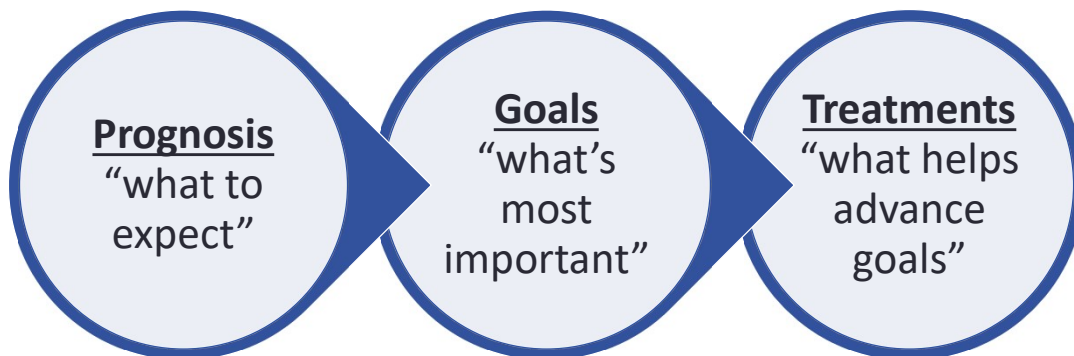 Prognosis
“what to
expect”
Goals
“what’s
most
important”
Treatments
“what helps
advance
goals”